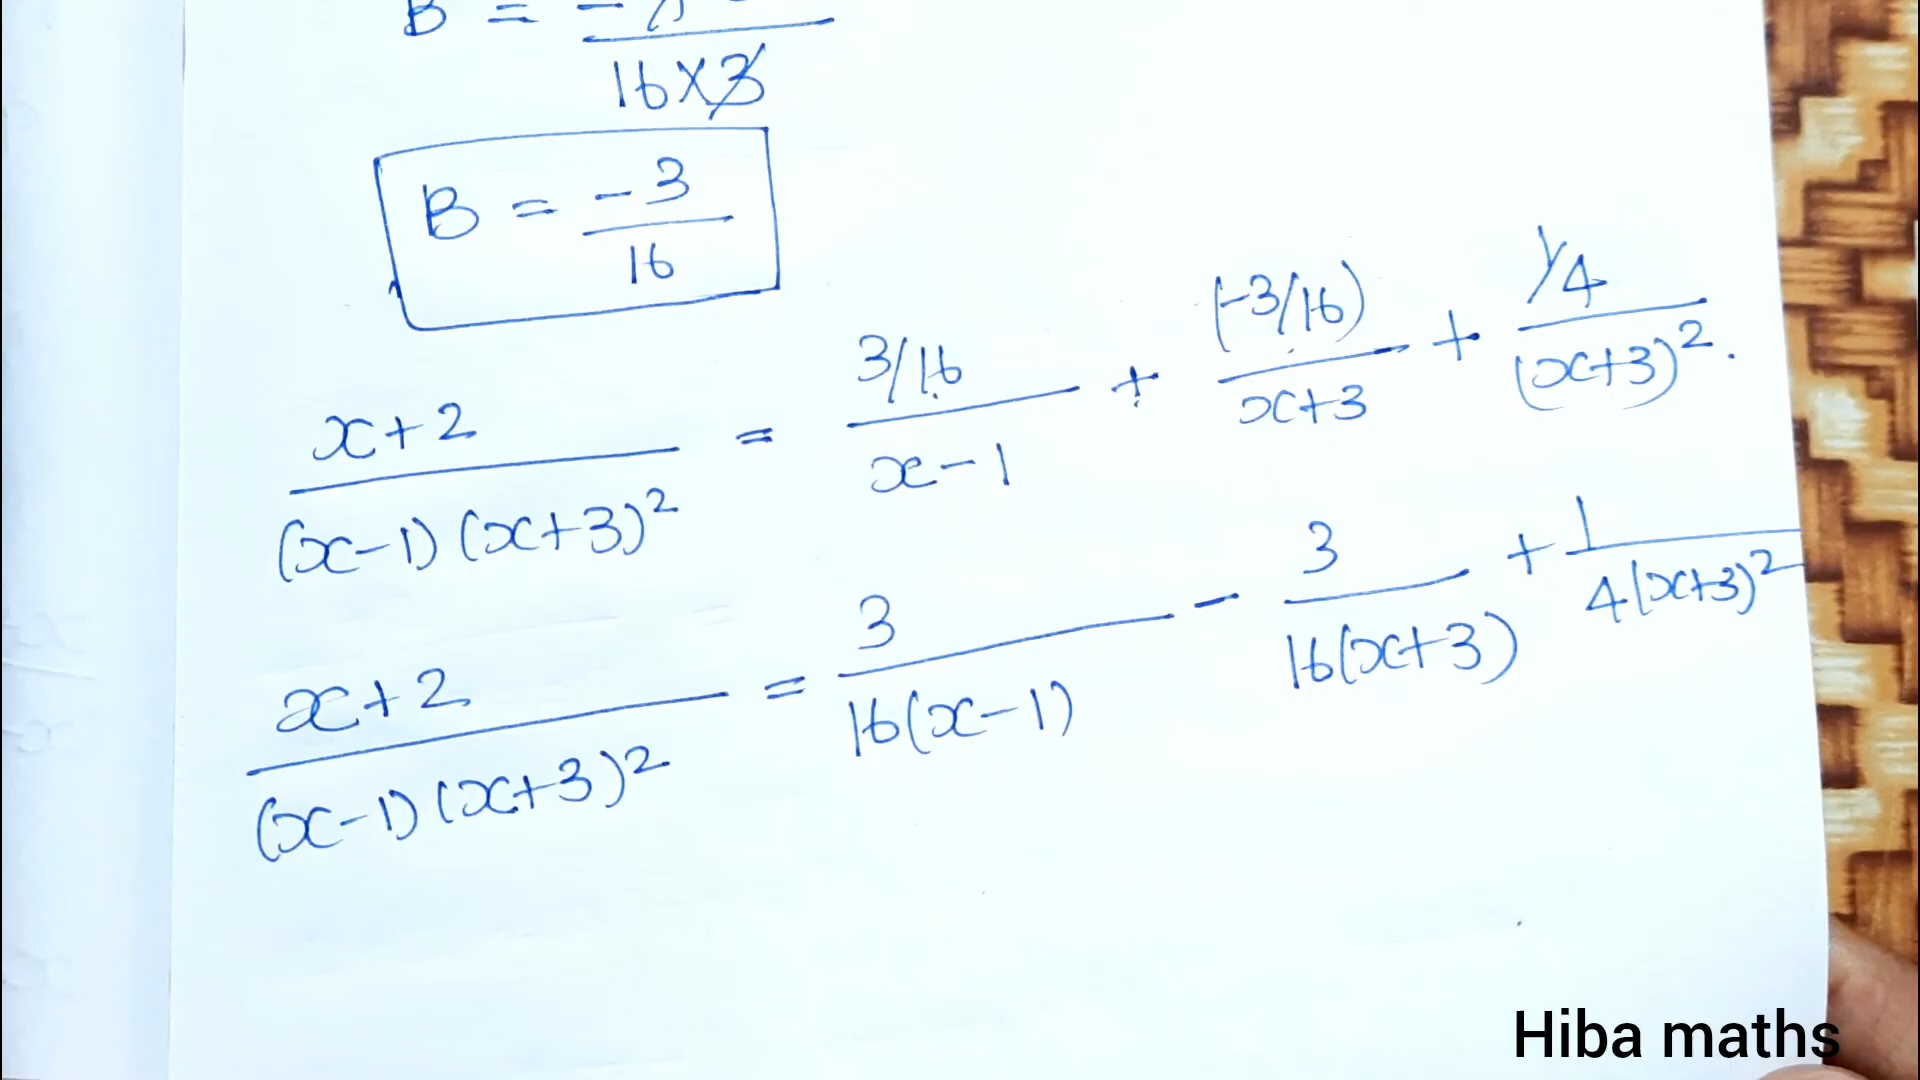 B = -
16×3
B = -3/16
x+2/(x-1)(x+3)² = 3/16/x-1 + (-3/16)/x+3 + 1/4/(x+3)².
x+2/(x-1)(x+3)² = 3/16(x-1) - 3/16(x+3) + 1/4(x+3)²
Hiba maths